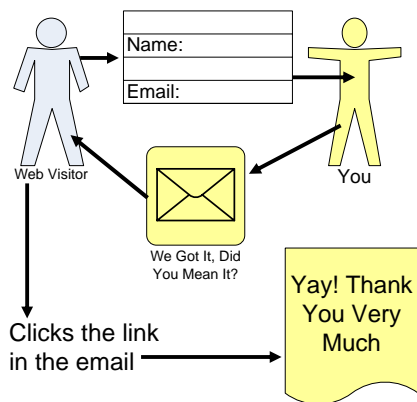 Name:
Email:
Web Visitor
You
We Got It, Did
You Mean It?
Clicks the link
in the email
Yay! Thank
You Very
Much